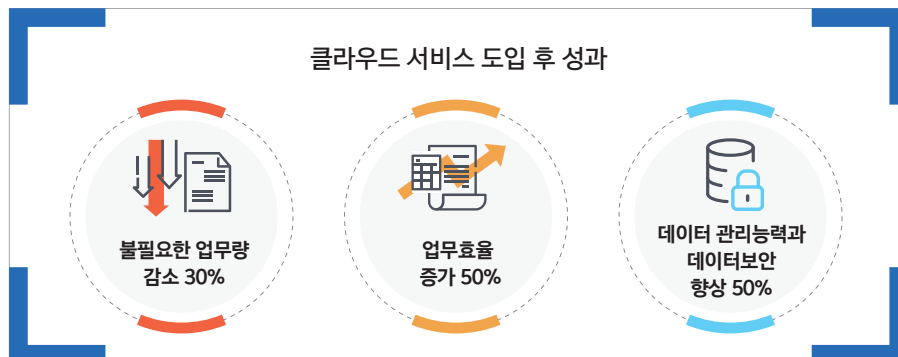 클라우드 서비스 도입 후 성과
불필요한 업무량
감소 30%
업무효율
증가 50%
데이터 관리능력과
데이터보안
향상 50%